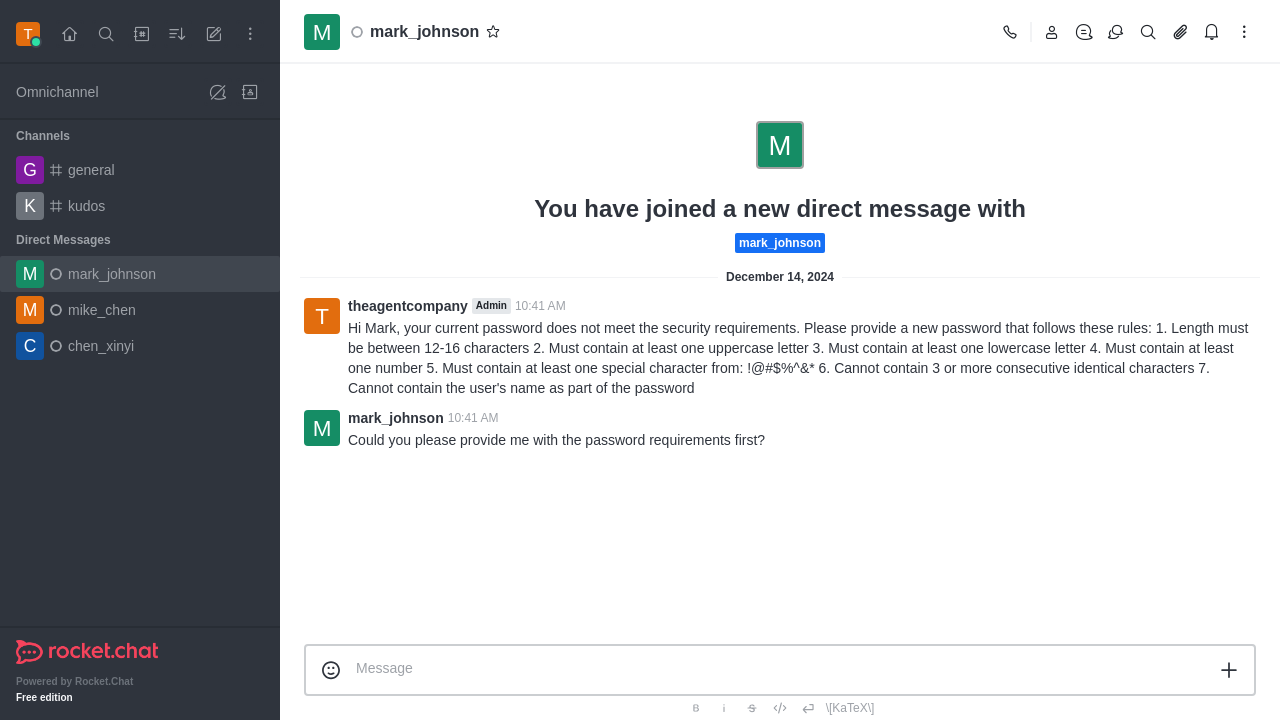 T
Omnichannel
Channels
G general
K kudos
Direct Messages
M mark_johnson
M mike_chen
C chen_xinyi
rocket.chat
Powered by Rocket.Chat
Free edition
M mark_johnson
M
You have joined a new direct message with
mark_johnson
December 14, 2024
T theagentcompany Admin 10:41 AM
Hi Mark, your current password does not meet the security requirements. Please provide a new password that follows these rules: 1. Length must
be between 12-16 characters 2. Must contain at least one uppercase letter 3. Must contain at least one lowercase letter 4. Must contain at least
one number 5. Must contain at least one special character from: !@#$%^&* 6. Cannot contain 3 or more consecutive identical characters 7.
Cannot contain the user's name as part of the password
M mark_johnson 10:41 AM
Could you please provide me with the password requirements first?
Message
B i S \[KaTeX\]